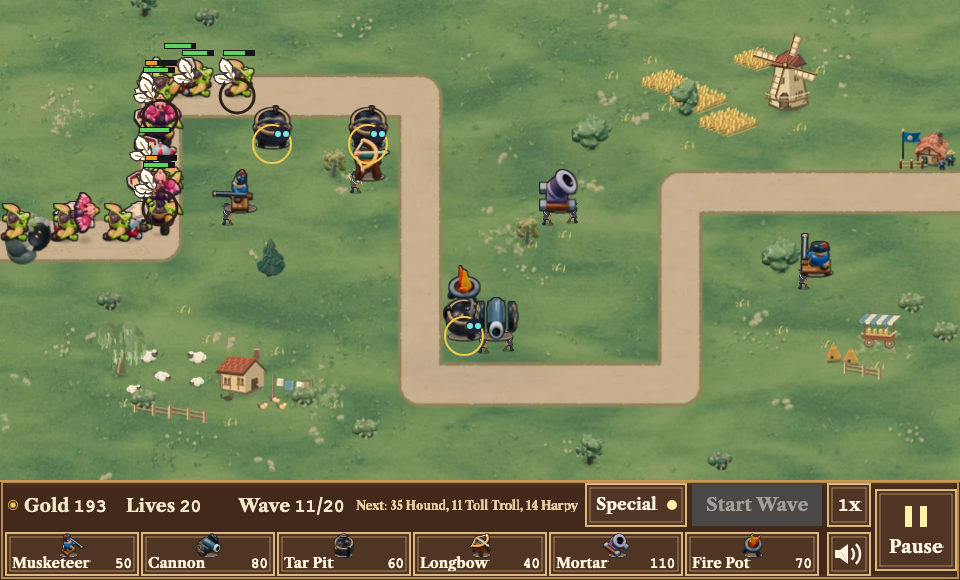 Gold 193 Lives 20 Wave 11/20 Next: 35 Hound, 11 Toll Troll, 14 Harpy Special Start Wave 1x
Pause
Musketeer 50 Cannon 80 Tar Pit 60 Longbow 40 Mortar 110 Fire Pot 70